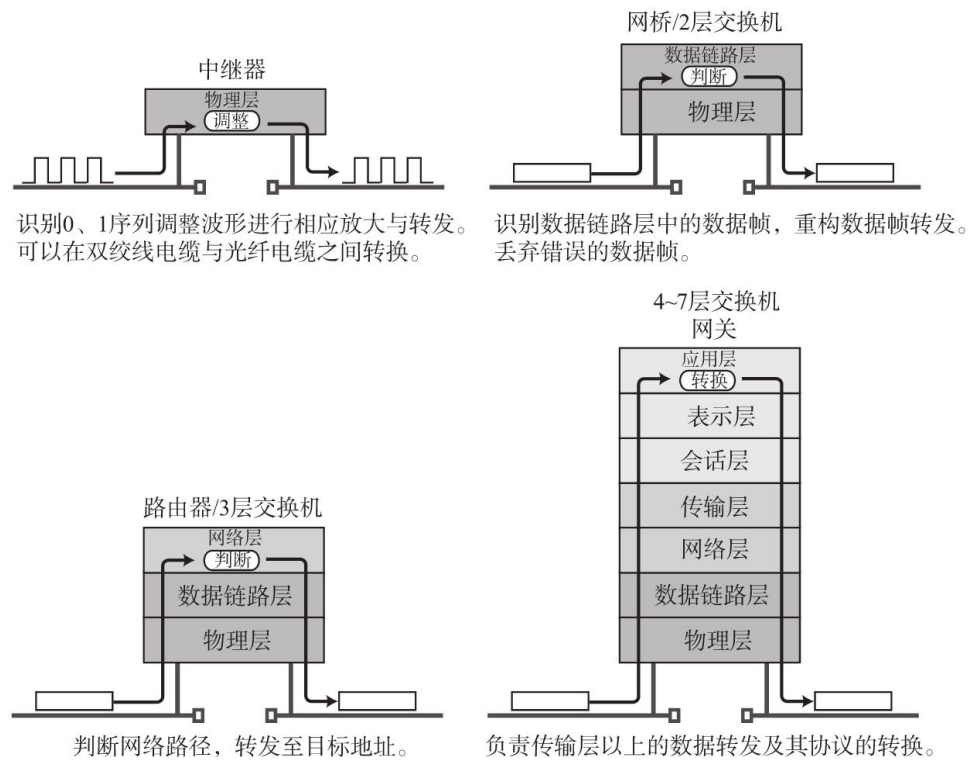 中继器
物理层
调整
识别0、1序列调整波形进行相应放大与转发。
可以在双绞线电缆与光纤电缆之间转换。
网桥/2层交换机
数据链路层
判断
物理层
识别数据链路层中的数据帧，重构数据帧转发。
丢弃错误的数据帧。
路由器/3层交换机
网络层
判断
数据链路层
物理层
判断网络路径，转发至目标地址。
4~7层交换机
网关
应用层
转换
表示层
会话层
传输层
网络层
数据链路层
物理层
负责传输层以上的数据转发及其协议的转换。